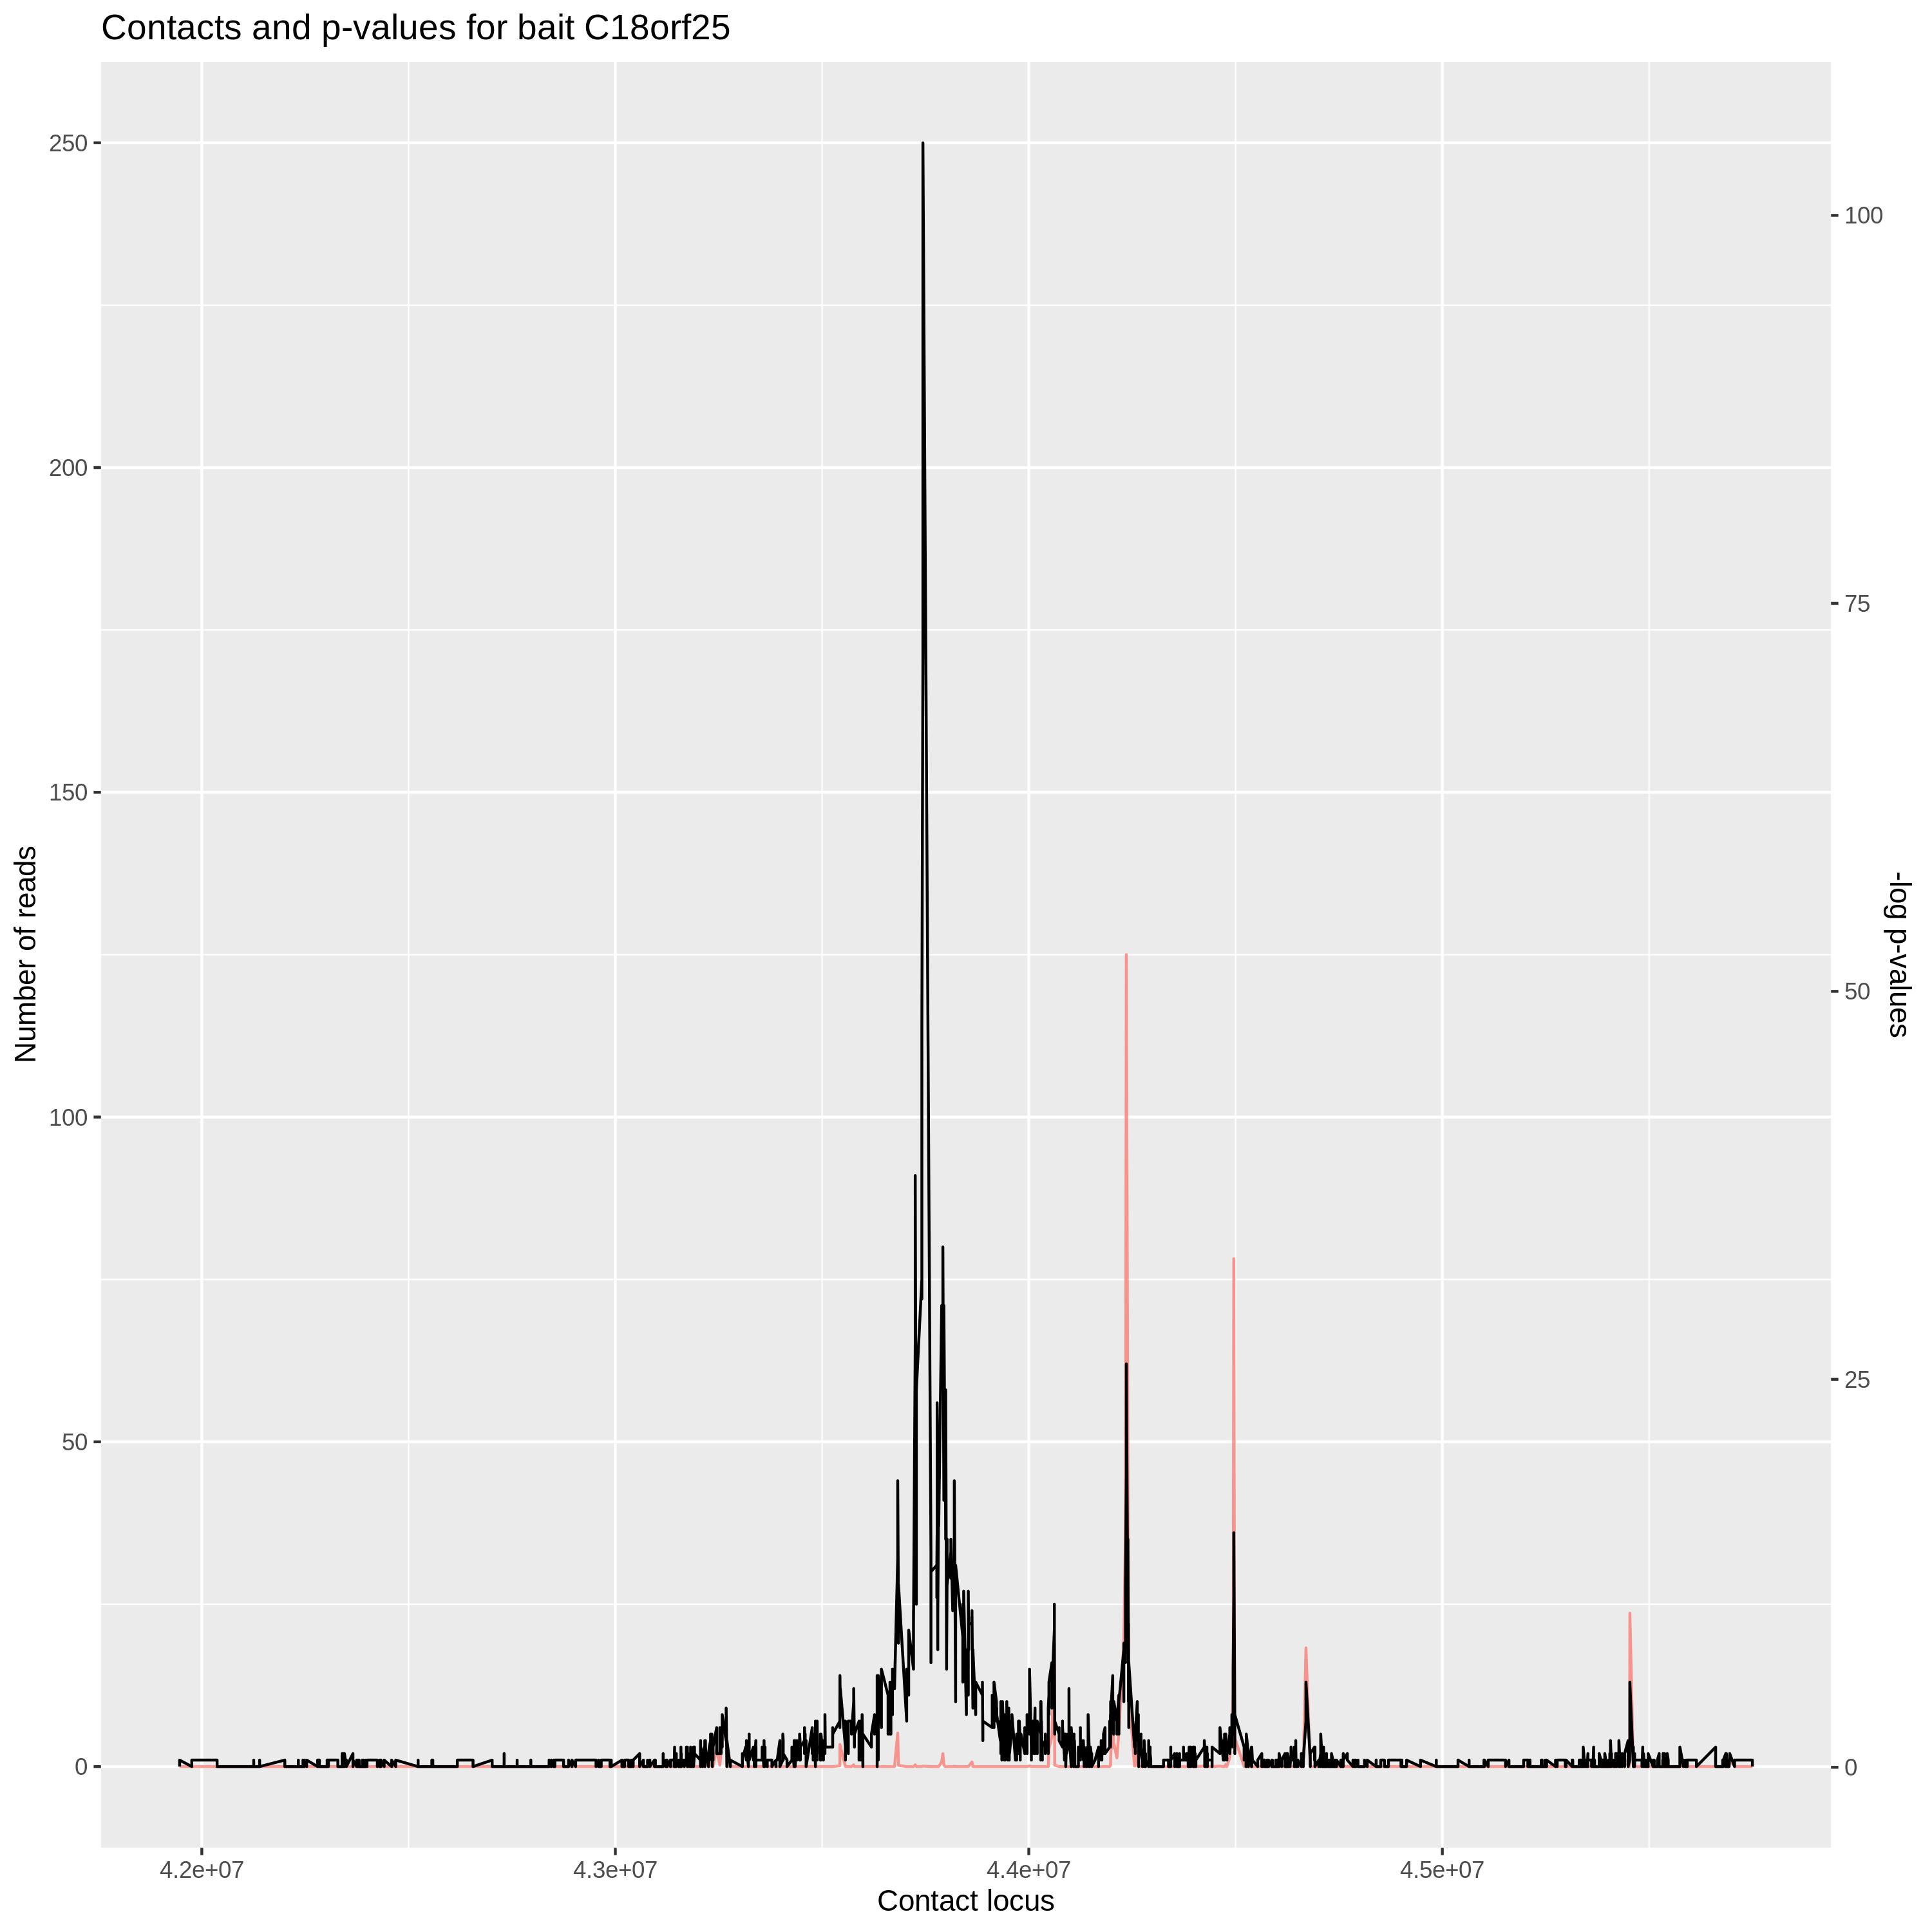 Contacts and p-values for bait C18orf25
250
200
150
100
50
0
Number of reads
100
75
50
25
0
-log p-values
4.2e+07 4.3e+07 4.4e+07 4.5e+07
Contact locus